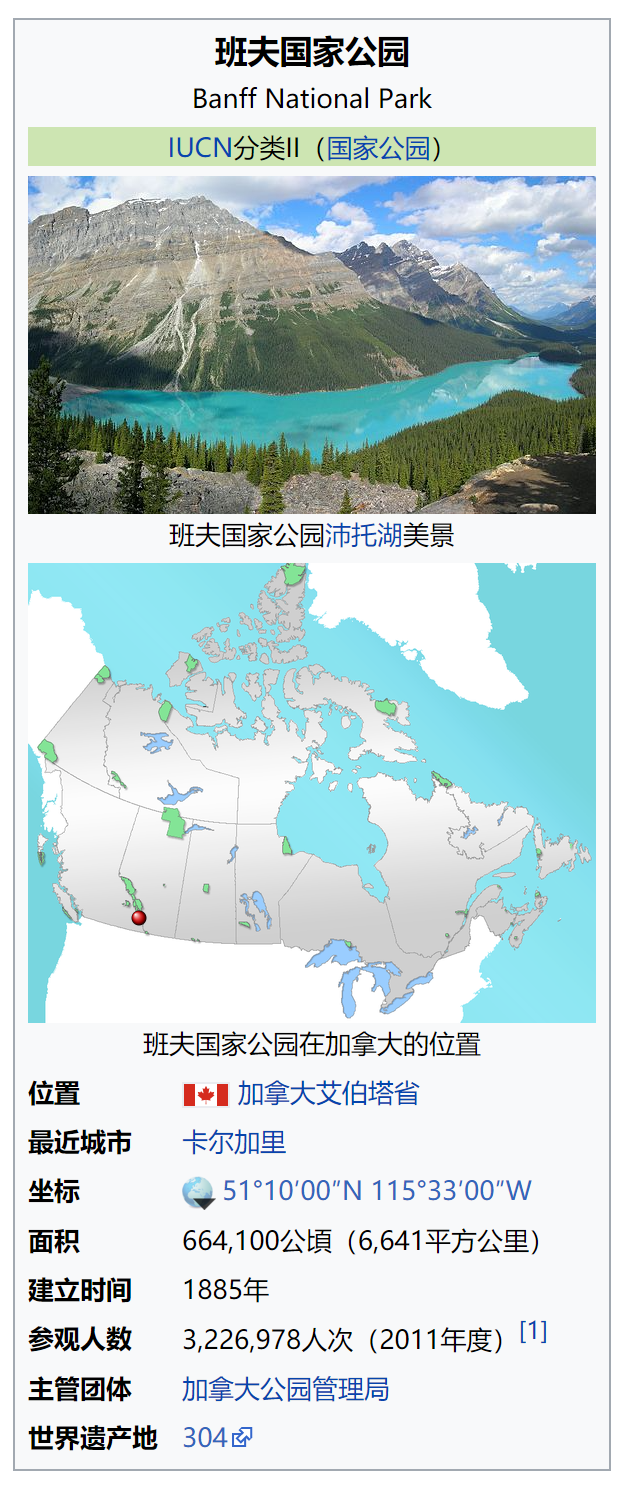 班夫国家公园
Banff National Park
IUCN分类II（国家公园）
班夫国家公园沛托湖美景
班夫国家公园在加拿大的位置
位置 加拿大艾伯塔省
最近城市 卡尔加里
坐标 51°10′00″N 115°33′00″W
面积 664,100公頃（6,641平方公里）
建立时间 1885年
参观人数 3,226,978人次（2011年度）[1]
主管团体 加拿大公园管理局
世界遗产地 304